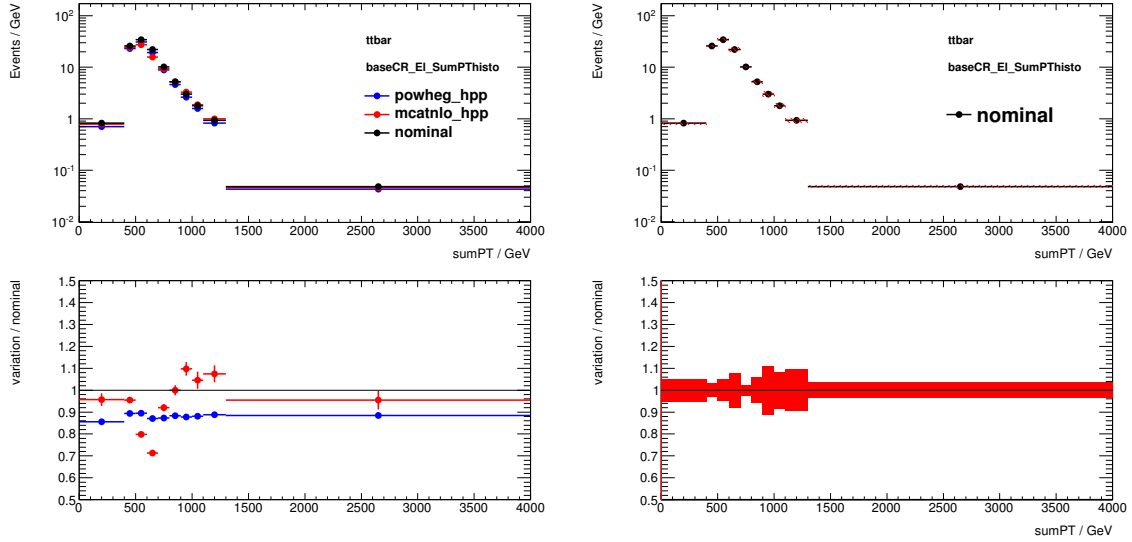 Events / GeV
10²
10
1
10⁻¹
10⁻²
0 500 1000 1500 2000 2500 3000 3500 4000
sumPT / GeV
ttbar
baseCR_El_SumPThisto
powheg_hpp
mcatnlo_hpp
nominal
Events / GeV
10²
10
1
10⁻¹
10⁻²
0 500 1000 1500 2000 2500 3000 3500 4000
sumPT / GeV
ttbar
baseCR_El_SumPThisto
nominal
variation / nominal
1.5
1.4
1.3
1.2
1.1
1
0.9
0.8
0.7
0.6
0.5
0 500 1000 1500 2000 2500 3000 3500 4000
sumPT / GeV
variation / nominal
1.5
1.4
1.3
1.2
1.1
1
0.9
0.8
0.7
0.6
0.5
0 500 1000 1500 2000 2500 3000 3500 4000
sumPT / GeV